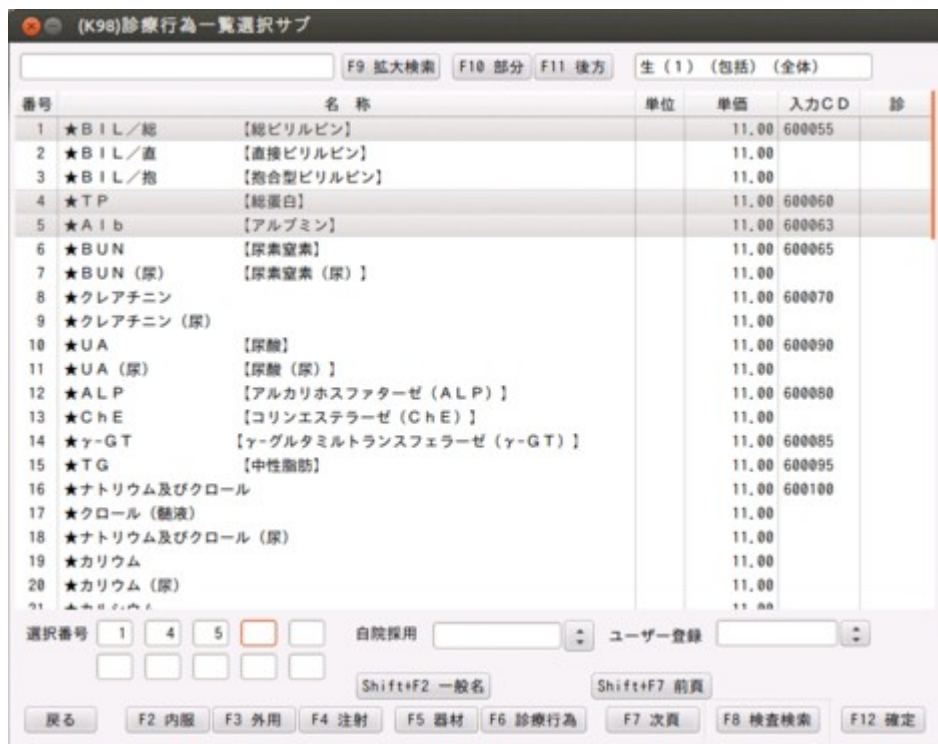 (K98)診療行為一覧選択サブ
F9 拡大検索 F10 部分 F11 後方 生（１）（包括）（全体）
番号 名 称 単位 単価 入力ＣＤ 診
1 ★ＢＩＬ／総 【総ビリルビン】 11.00 600055
2 ★ＢＩＬ／直 【直接ビリルビン】 11.00
3 ★ＢＩＬ／抱 【抱合型ビリルビン】 11.00
4 ★ＴＰ 【総蛋白】 11.00 600060
5 ★Ａｌｂ 【アルブミン】 11.00 600063
6 ★ＢＵＮ 【尿素窒素】 11.00 600065
7 ★ＢＵＮ（尿） 【尿素窒素（尿）】 11.00
8 ★クレアチニン 11.00 600070
9 ★クレアチニン（尿） 11.00
10 ★ＵＡ 【尿酸】 11.00 600090
11 ★ＵＡ（尿） 【尿酸（尿）】 11.00
12 ★ＡＬＰ 【アルカリホスファターゼ（ＡＬＰ）】 11.00 600080
13 ★ＣｈＥ 【コリンエステラーゼ（ＣｈＥ）】 11.00
14 ★γ-ＧＴ 【γ-グルタミルトランスフェラーゼ（γ-ＧＴ）】 11.00 600085
15 ★ＴＧ 【中性脂肪】 11.00 600095
16 ★ナトリウム及びクロール 11.00 600100
17 ★クロール（髄液） 11.00
18 ★ナトリウム及びクロール（尿） 11.00
19 ★カリウム 11.00
20 ★カリウム（尿） 11.00
21 ★カルシウム 11.00
選択番号 1 4 5 自院採用 ユーザー登録
Shift+F2 一般名 Shift+F7 前頁
戻る F2 内服 F3 外用 F4 注射 F5 器材 F6 診療行為 F7 次頁 F8 検査検索 F12 確定